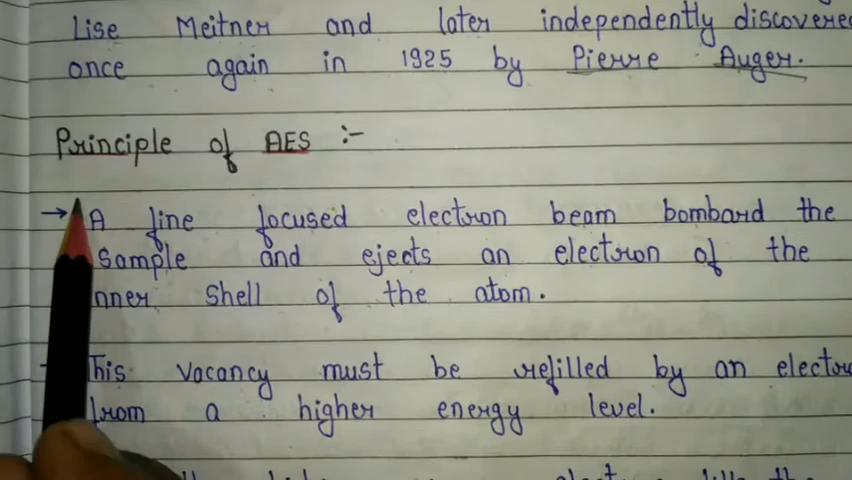 Lise Meitner and later independently discovered
once again in 1925 by Pierre Auger.
Principle of AES :-
→ A fine focused electron beam bombard the
sample and ejects an electron of the
nner shell of the atom.
This vacancy must be refilled by an electro
from a higher energy level.